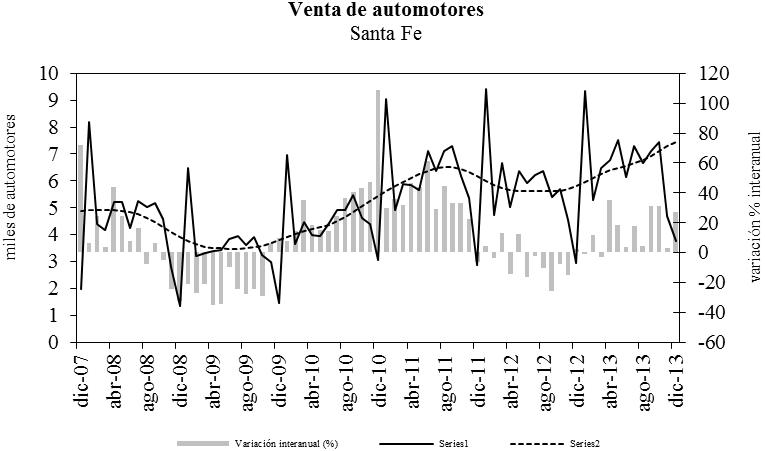 Venta de automotores
Santa Fe
miles de automotores
10
9
8
7
6
5
4
3
2
1
0
120
100
80
60
40
20
0
-20
-40
-60
variación % interanual
dic-07
abr-08
ago-08
dic-08
abr-09
ago-09
dic-09
abr-10
ago-10
dic-10
abr-11
ago-11
dic-11
abr-12
ago-12
dic-12
abr-13
ago-13
dic-13
Variación interanual (%) Series1 Series2